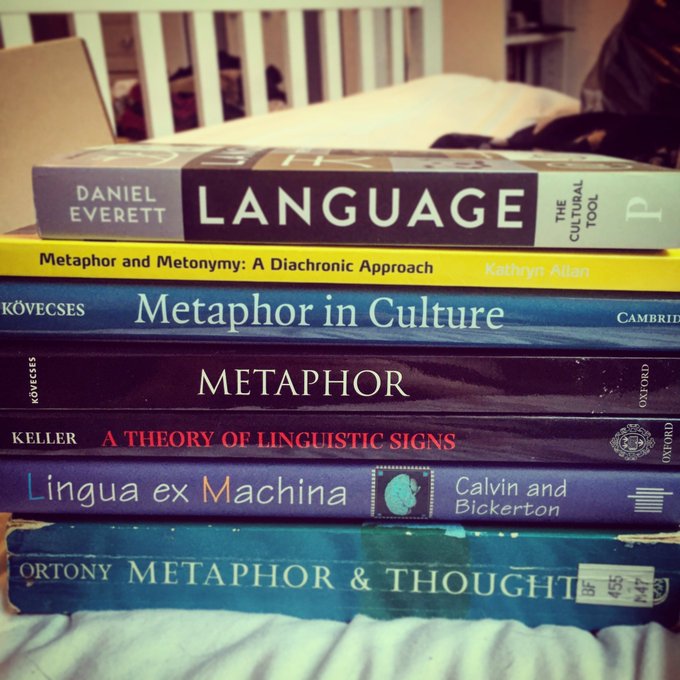 DANIEL EVERETT
LANGUAGE
THE CULTURAL TOOL
P
Metaphor and Metonymy: A Diachronic Approach Kathryn Allan
KÖVECSES Metaphor in Culture CAMBRID
KÖVECSES METAPHOR OXFORD
KELLER A THEORY OF LINGUISTIC SIGNS OXFORD
Lingua ex Machina Calvin and Bickerton
ORTONY METAPHOR & THOUGHT BF 455 M47